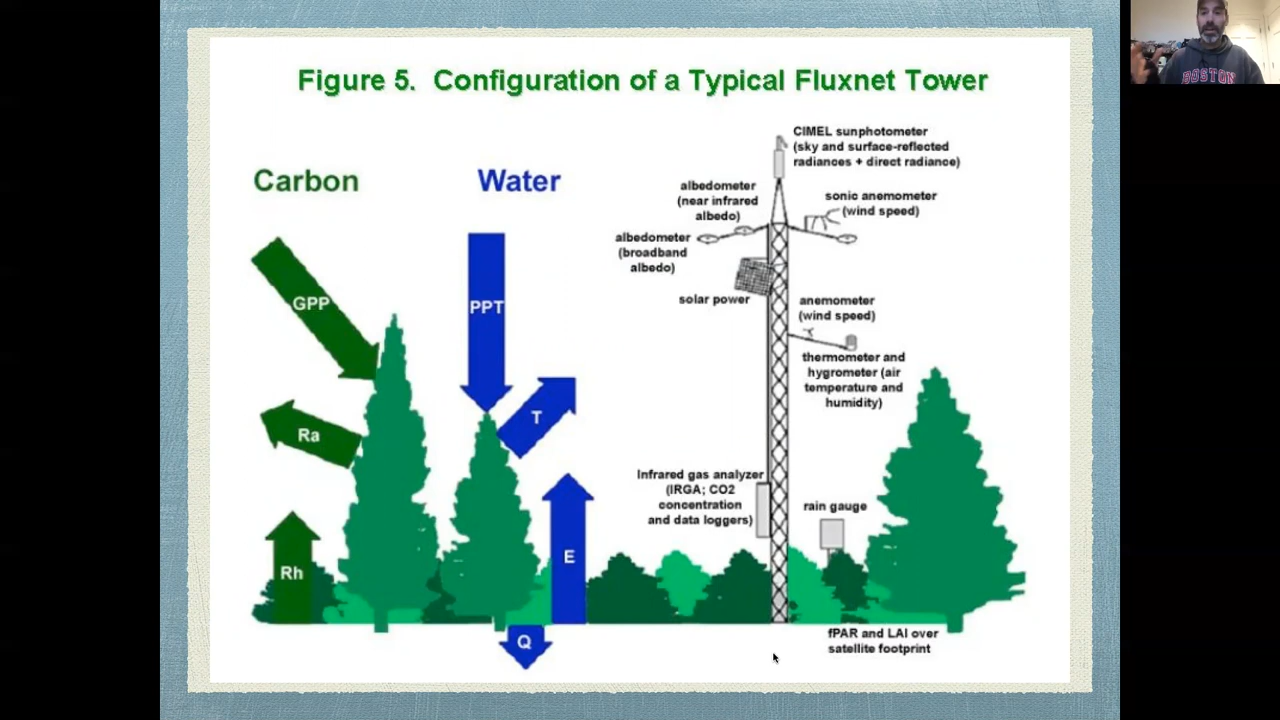 Figure 5. Configuration of a Typical Fluxnet Tower
Carbon
Water
GPP
Ra
Rh
PPT
T
E
Q
CIMEL sunphotometer
(sky and surface-reflected
radiances + direct radiance)
albedometer
(near infrared
albedo)
sonic anemometer
(wind speed)
albedometer
(broadband
albedo)
solar power
anemometer
(wind speed)
thermometer and
hygrometer (air
temperature and
humidity)
Infrared gas analyzer
(IRGA; CO2
concentration
and data loggers)
rain gauge
fPAR and LAI over
satellite footprint
BOSTON